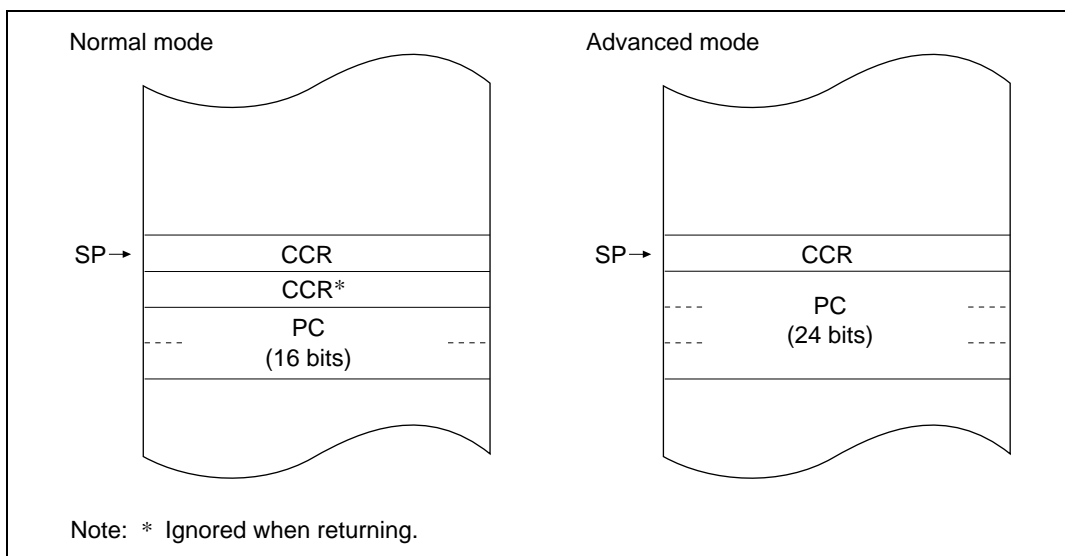 Normal mode
SP→
CCR
CCR*
PC
(16 bits)
Advanced mode
SP→
CCR
PC
(24 bits)
Note: * Ignored when returning.